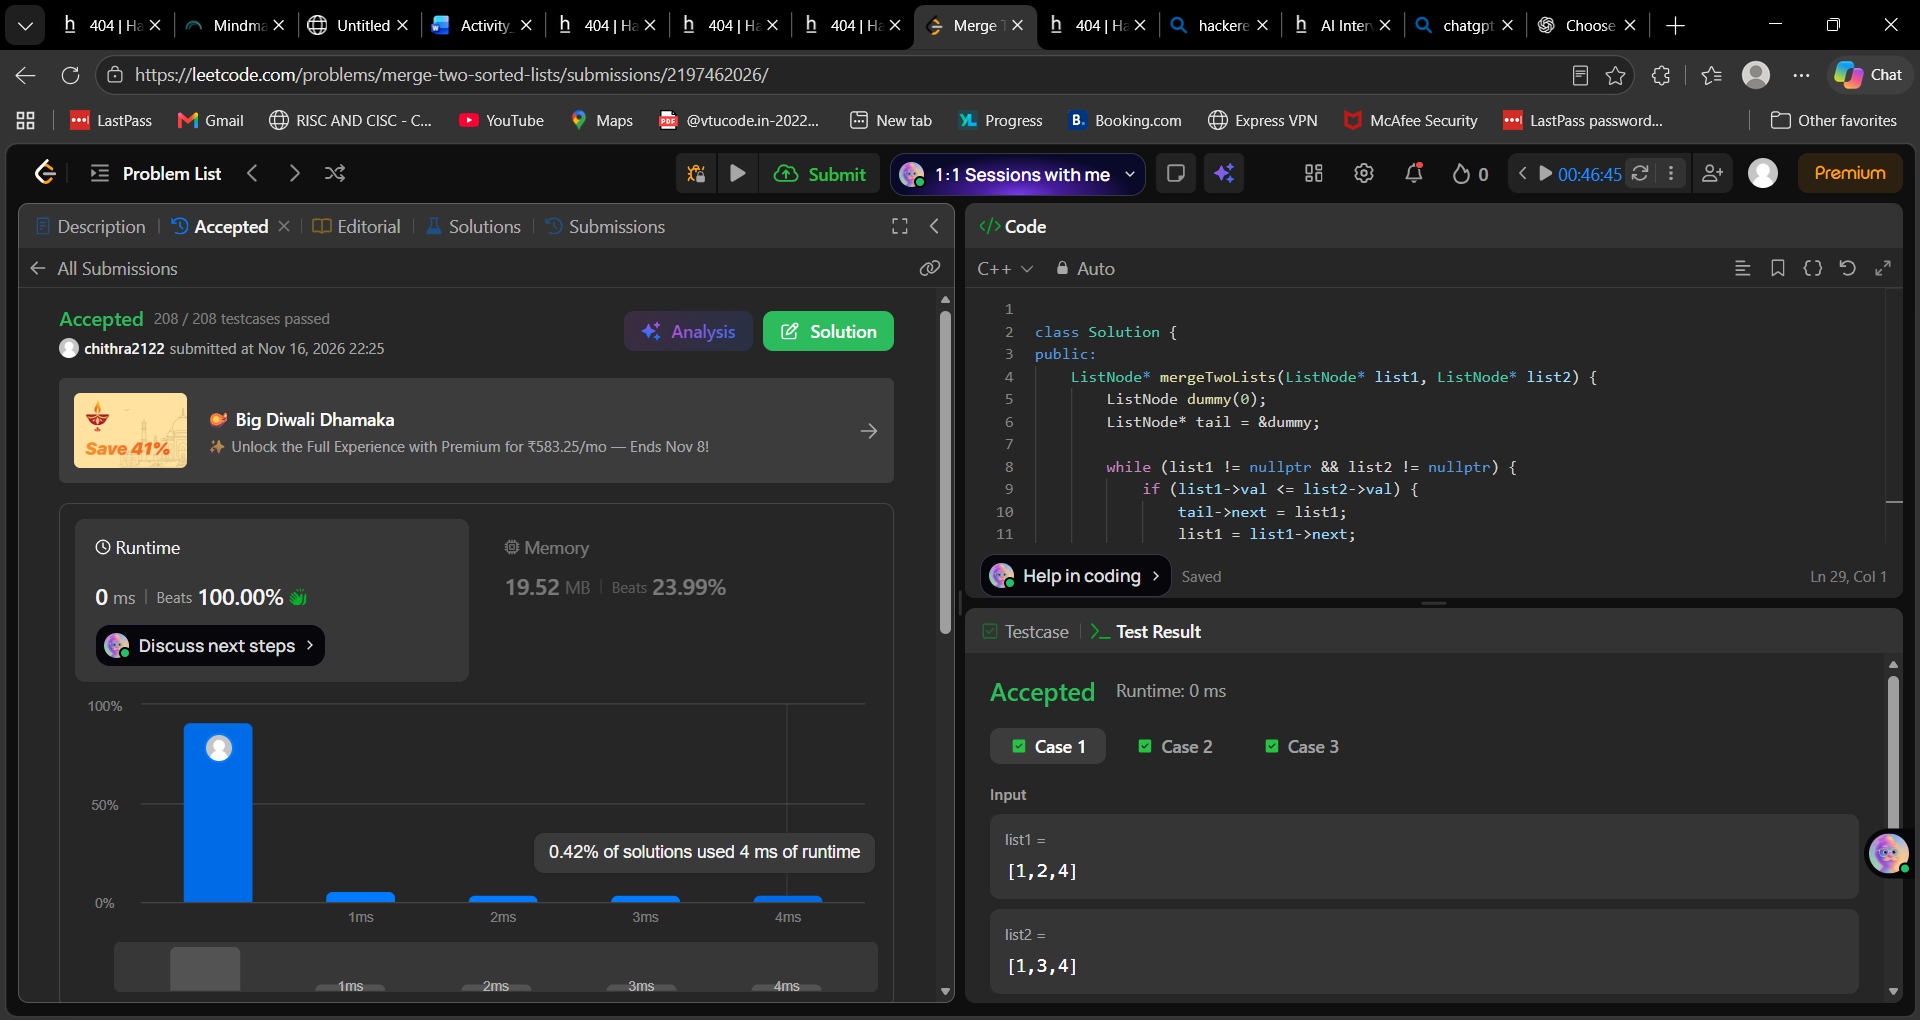 404 | Ha
Mindma
Untitled
Activity_
404 | Ha
404 | Ha
404 | Ha
Merge T
404 | Ha
hackere
AI Inter
chatgpt
Choose
https://leetcode.com/problems/merge-two-sorted-lists/submissions/2197462026/
Chat
LastPass
Gmail
RISC AND CISC - C...
YouTube
Maps
@vtucode.in-2022...
New tab
Progress
Booking.com
Express VPN
McAfee Security
LastPass password...
Other favorites
Problem List
Submit
1:1 Sessions with me
0
00:46:45
Premium
Description
Accepted
Editorial
Solutions
Submissions
All Submissions
Accepted 208 / 208 testcases passed
chithra2122 submitted at Nov 16, 2026 22:25
Analysis
Solution
Save 41%
Big Diwali Dhamaka
Unlock the Full Experience with Premium for ₹583.25/mo — Ends Nov 8!
Runtime
0 ms | Beats 100.00%
Discuss next steps
Memory
19.52 MB | Beats 23.99%
100%
50%
0%
0.42% of solutions used 4 ms of runtime
1ms
2ms
3ms
4ms
1ms
2ms
3ms
4ms
</> Code
C++
Auto
1
2 class Solution {
3 public:
4 ListNode* mergeTwoLists(ListNode* list1, ListNode* list2) {
5 ListNode dummy(0);
6 ListNode* tail = &dummy;
7
8 while (list1 != nullptr && list2 != nullptr) {
9 if (list1->val <= list2->val) {
10 tail->next = list1;
11 list1 = list1->next;
Help in coding
Saved
Ln 29, Col 1
Testcase
Test Result
Accepted Runtime: 0 ms
Case 1
Case 2
Case 3
Input
list1 =
[1,2,4]
list2 =
[1,3,4]